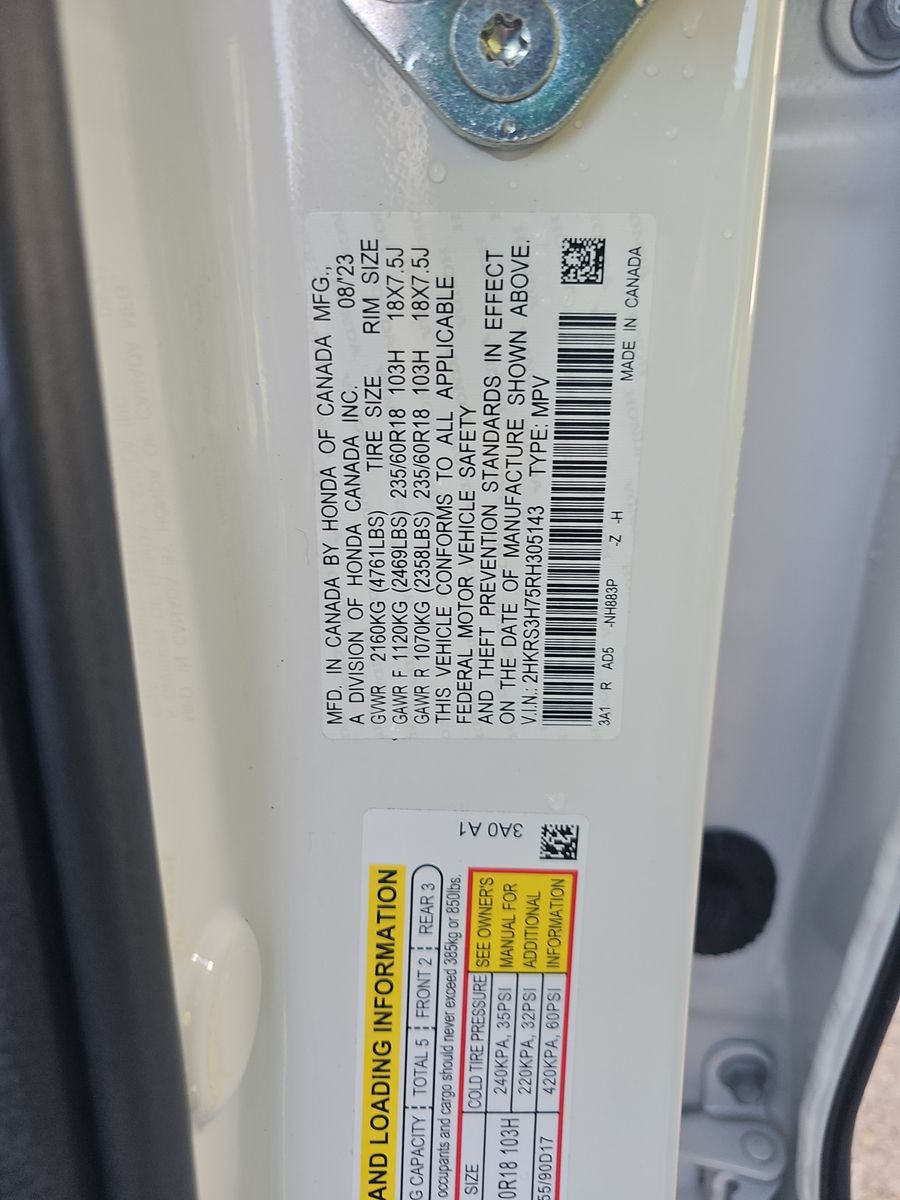 MFD. IN CANADA BY HONDA OF CANADA MFG.,
A DIVISION OF HONDA CANADA INC. 08/'23
GVWR 2160KG (4761LBS) TIRE SIZE RIM SIZE
GAWR F 1120KG (2469LBS) 235/60R18 103H 18X7.5J
GAWR R 1070KG (2358LBS) 235/60R18 103H 18X7.5J
THIS VEHICLE CONFORMS TO ALL APPLICABLE
FEDERAL MOTOR VEHICLE SAFETY
AND THEFT PREVENTION STANDARDS IN EFFECT
ON THE DATE OF MANUFACTURE SHOWN ABOVE.
V.I.N.: 2HKRS3H75RH305143 TYPE: MPV
3A1 R AD5 -NH883P -Z -H MADE IN CANADA
3A0 A1
AND LOADING INFORMATION
G CAPACITY TOTAL 5 FRONT 2 REAR 3
occupants and cargo should never exceed 385kg or 850lbs.
SIZE COLD TIRE PRESSURE SEE OWNER'S
0R18 103H 240KPA, 35PSI MANUAL FOR
220KPA, 32PSI ADDITIONAL
55/90D17 420KPA, 60PSI INFORMATION